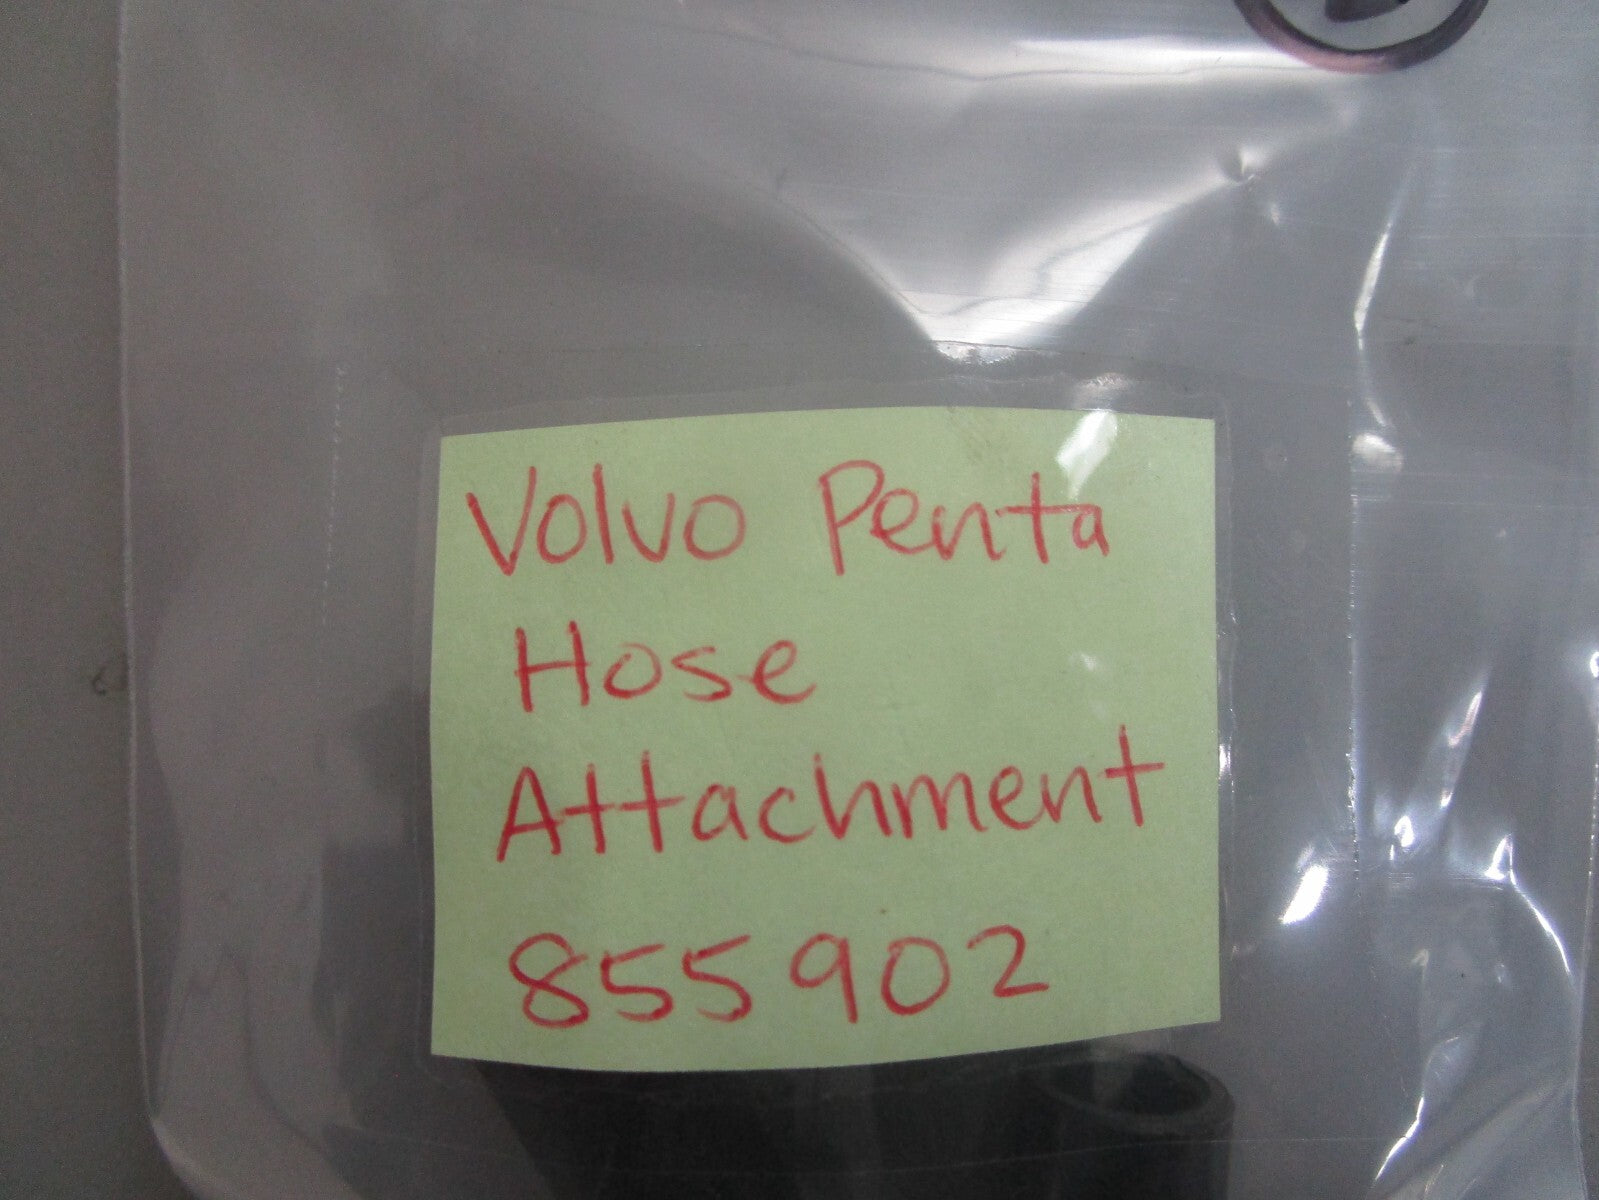 Volvo Penta
Hose
Attachment
855902